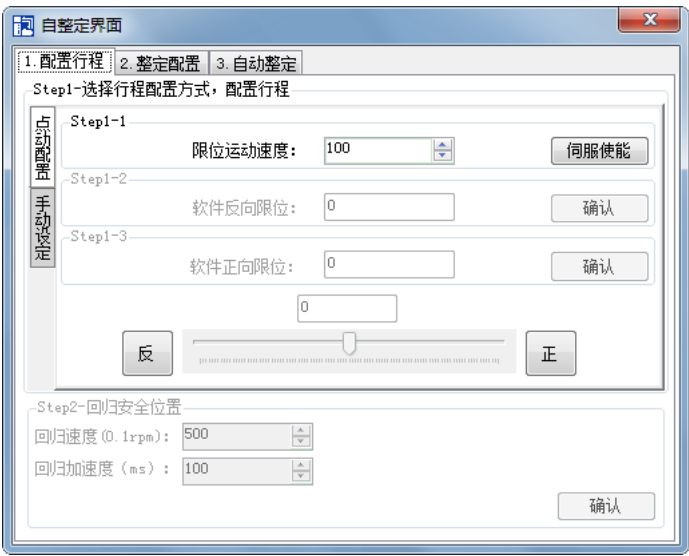 自整定界面
1.配置行程 2.整定配置 3.自动整定
Step1-选择行程配置方式，配置行程
点动配置
手动设定
Step1-1
限位运动速度： 100 伺服使能
Step1-2
软件反向限位： 0 确认
Step1-3
软件正向限位： 0 确认
0
反 正
Step2-回归安全位置
回归速度(0.1rpm)： 500
回归加速度（ms）： 100
确认